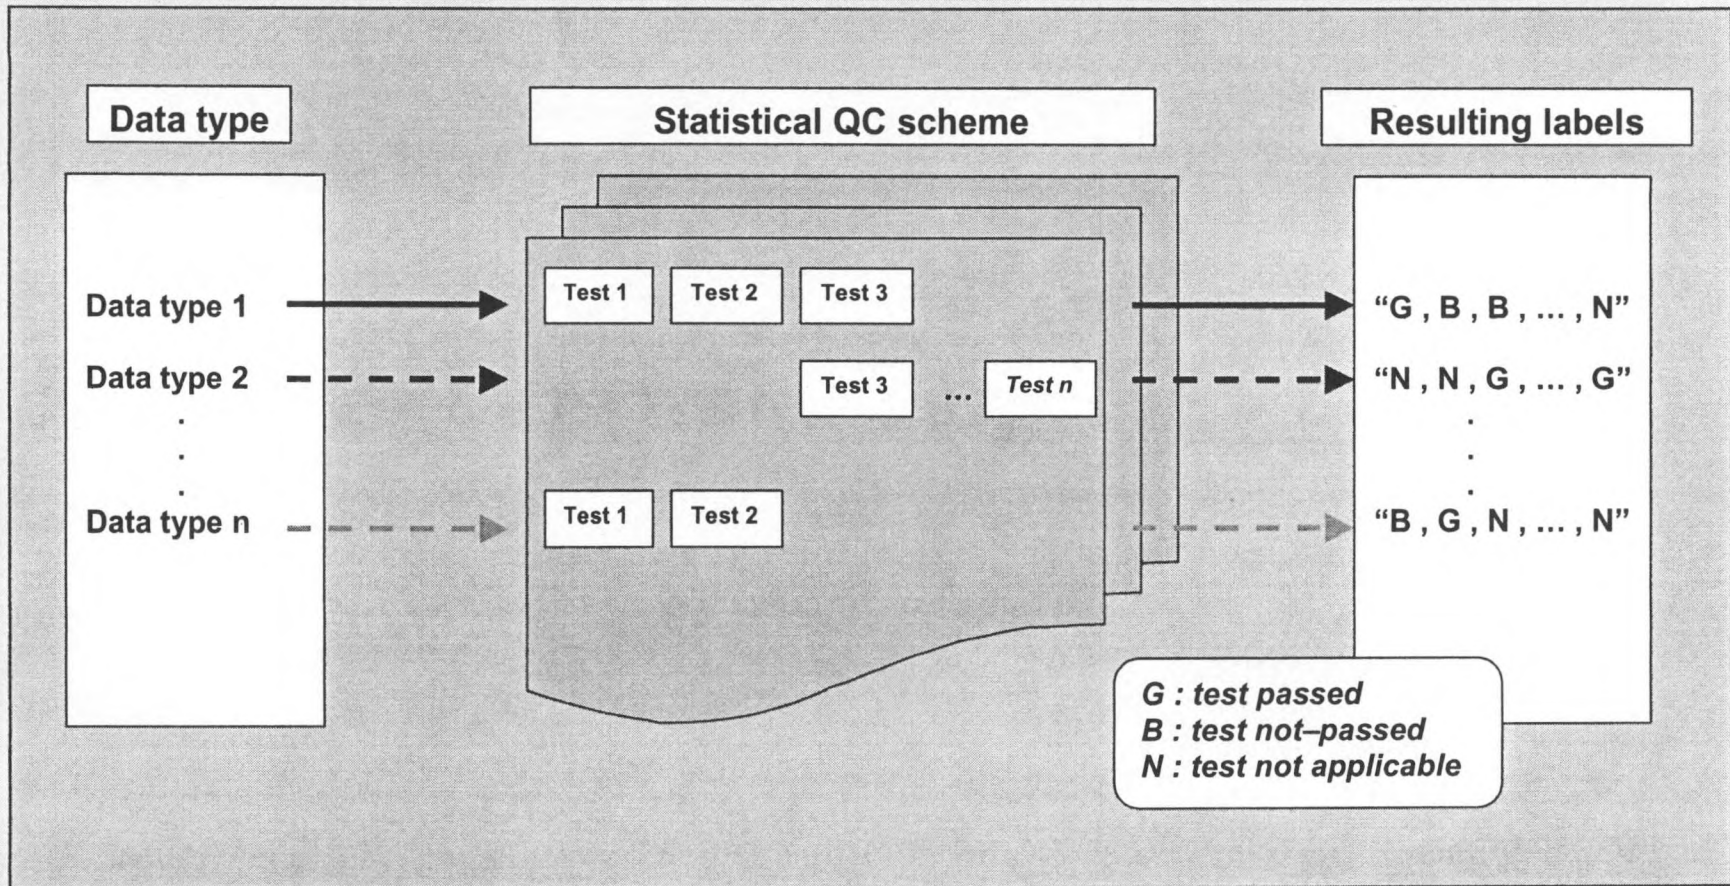 Data type
Statistical QC scheme
Resulting labels
Data type 1
Test 1
Test 2
Test 3
“G , B , B , ... , N”
Data type 2
Test 3
...
Test n
“N , N , G , ... , G”
.
.
.
.
.
.
Data type n
Test 1
Test 2
“B , G , N , ... , N”
G : test passed
B : test not–passed
N : test not applicable